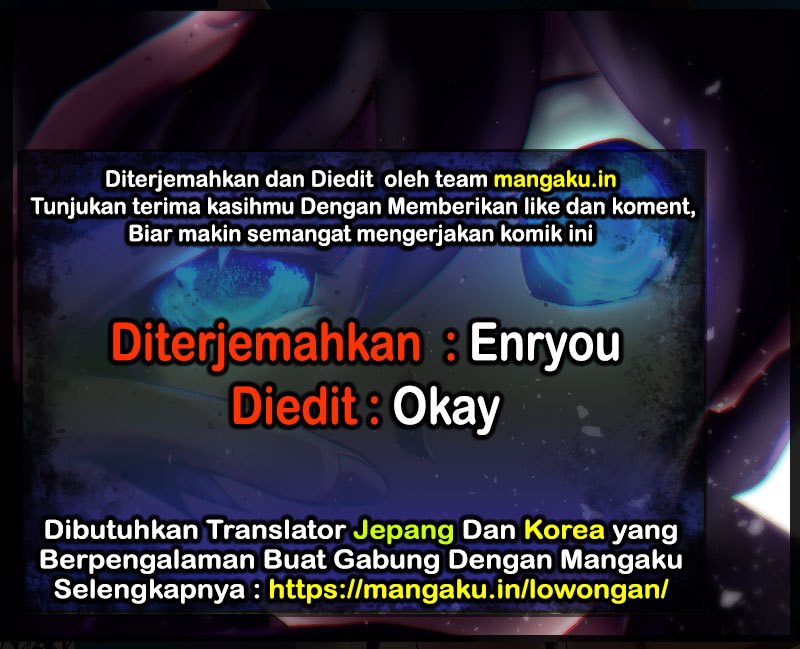 Diterjemahkan dan Diedit oleh team mangaku.in
Tunjukan terima kasihmu Dengan Memberikan like dan koment,
Biar makin semangat mengerjakan komik ini
Diterjemahkan : Enryou
Diedit : Okay
Dibutuhkan Translator Jepang Dan Korea yang
Berpengalaman Buat Gabung Dengan Mangaku
Selengkapnya : https://mangaku.in/lowongan/